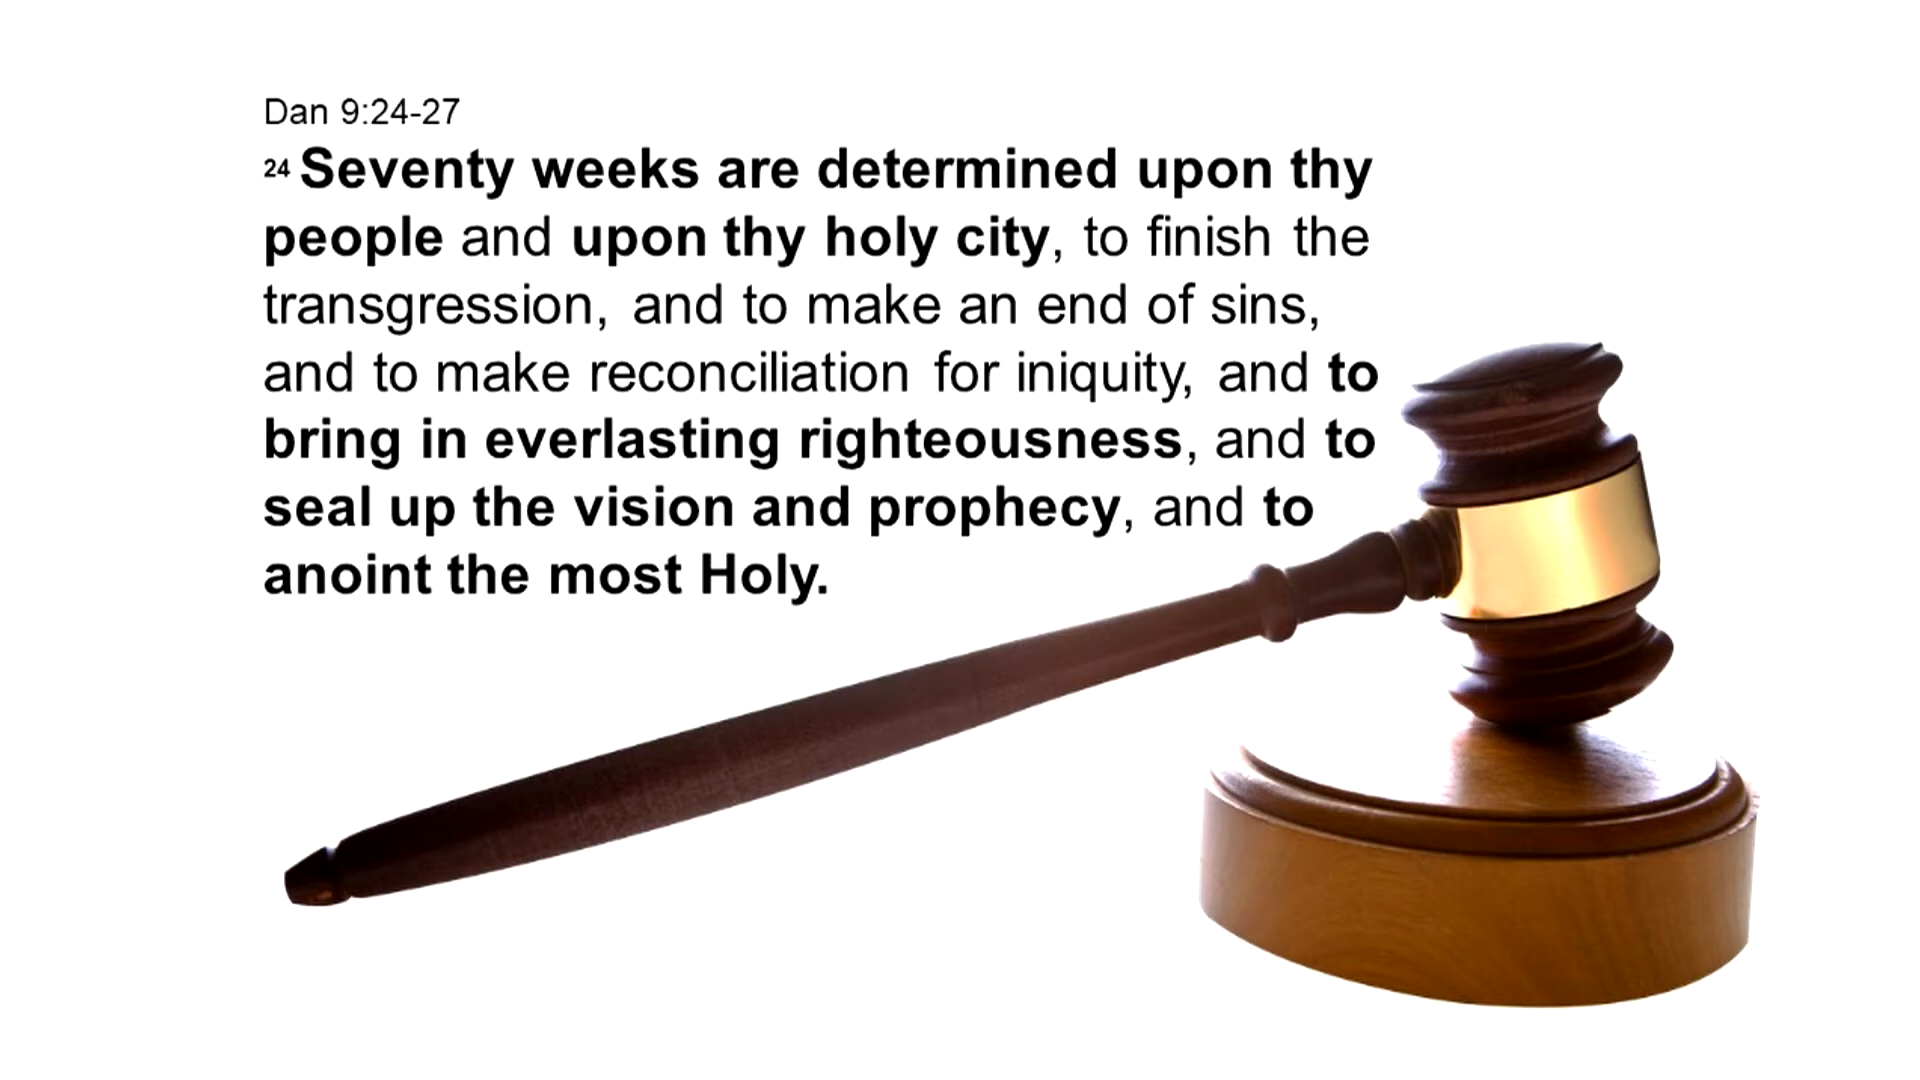 Dan 9:24-27
24 Seventy weeks are determined upon thy
people and upon thy holy city, to finish the
transgression, and to make an end of sins,
and to make reconciliation for iniquity, and to
bring in everlasting righteousness, and to
seal up the vision and prophecy, and to
anoint the most Holy.